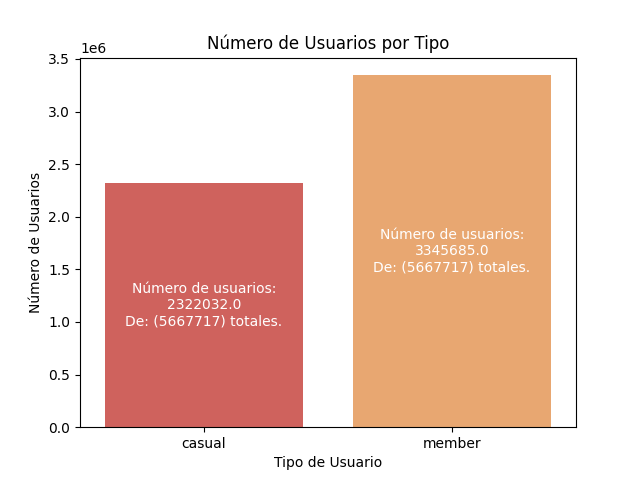 Número de Usuarios por Tipo
1e6
3.5
3.0
2.5
2.0
1.5
1.0
0.5
0.0
Número de Usuarios
Número de usuarios:
2322032.0
De: (5667717) totales.
Número de usuarios:
3345685.0
De: (5667717) totales.
casual
member
Tipo de Usuario